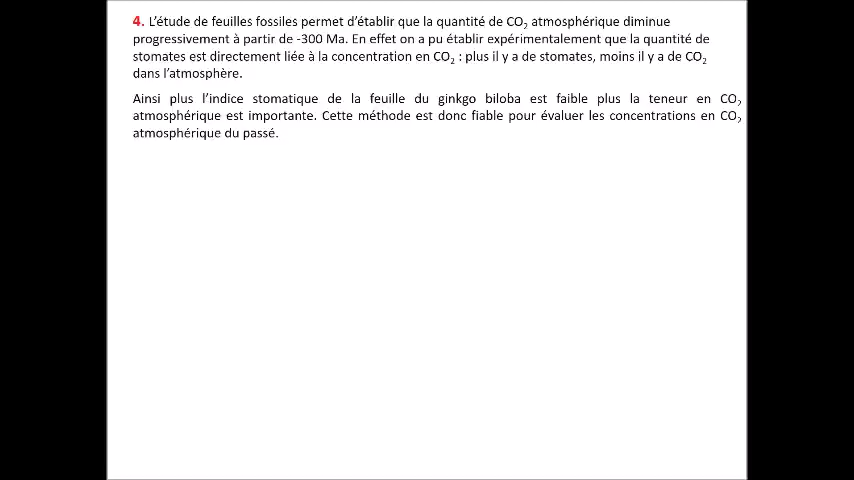 4. L’étude de feuilles fossiles permet d’établir que la quantité de CO₂ atmosphérique diminue
progressivement à partir de -300 Ma. En effet on a pu établir expérimentalement que la quantité de
stomates est directement liée à la concentration en CO₂ : plus il y a de stomates, moins il y a de CO₂
dans l’atmosphère.
Ainsi plus l’indice stomatique de la feuille du ginkgo biloba est faible plus la teneur en CO₂
atmosphérique est importante. Cette méthode est donc fiable pour évaluer les concentrations en CO₂
atmosphérique du passé.